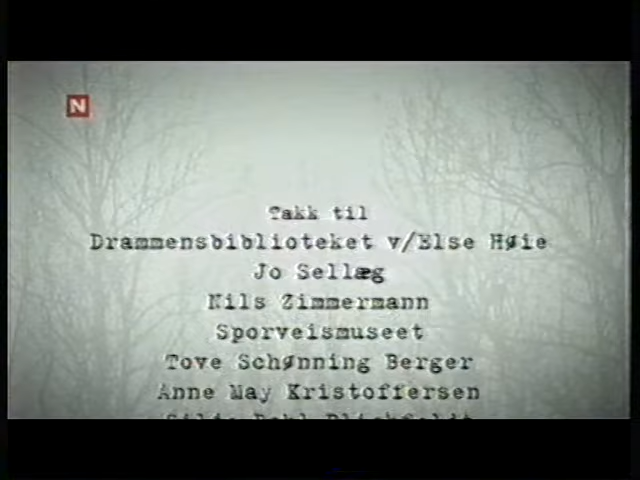 N
Takk til
Drammensbiblioteket v/Else Høie
Jo Sellæg
Nils Zimmermann
Sporveismuseet
Tove Schønning Berger
Anne May Kristoffersen